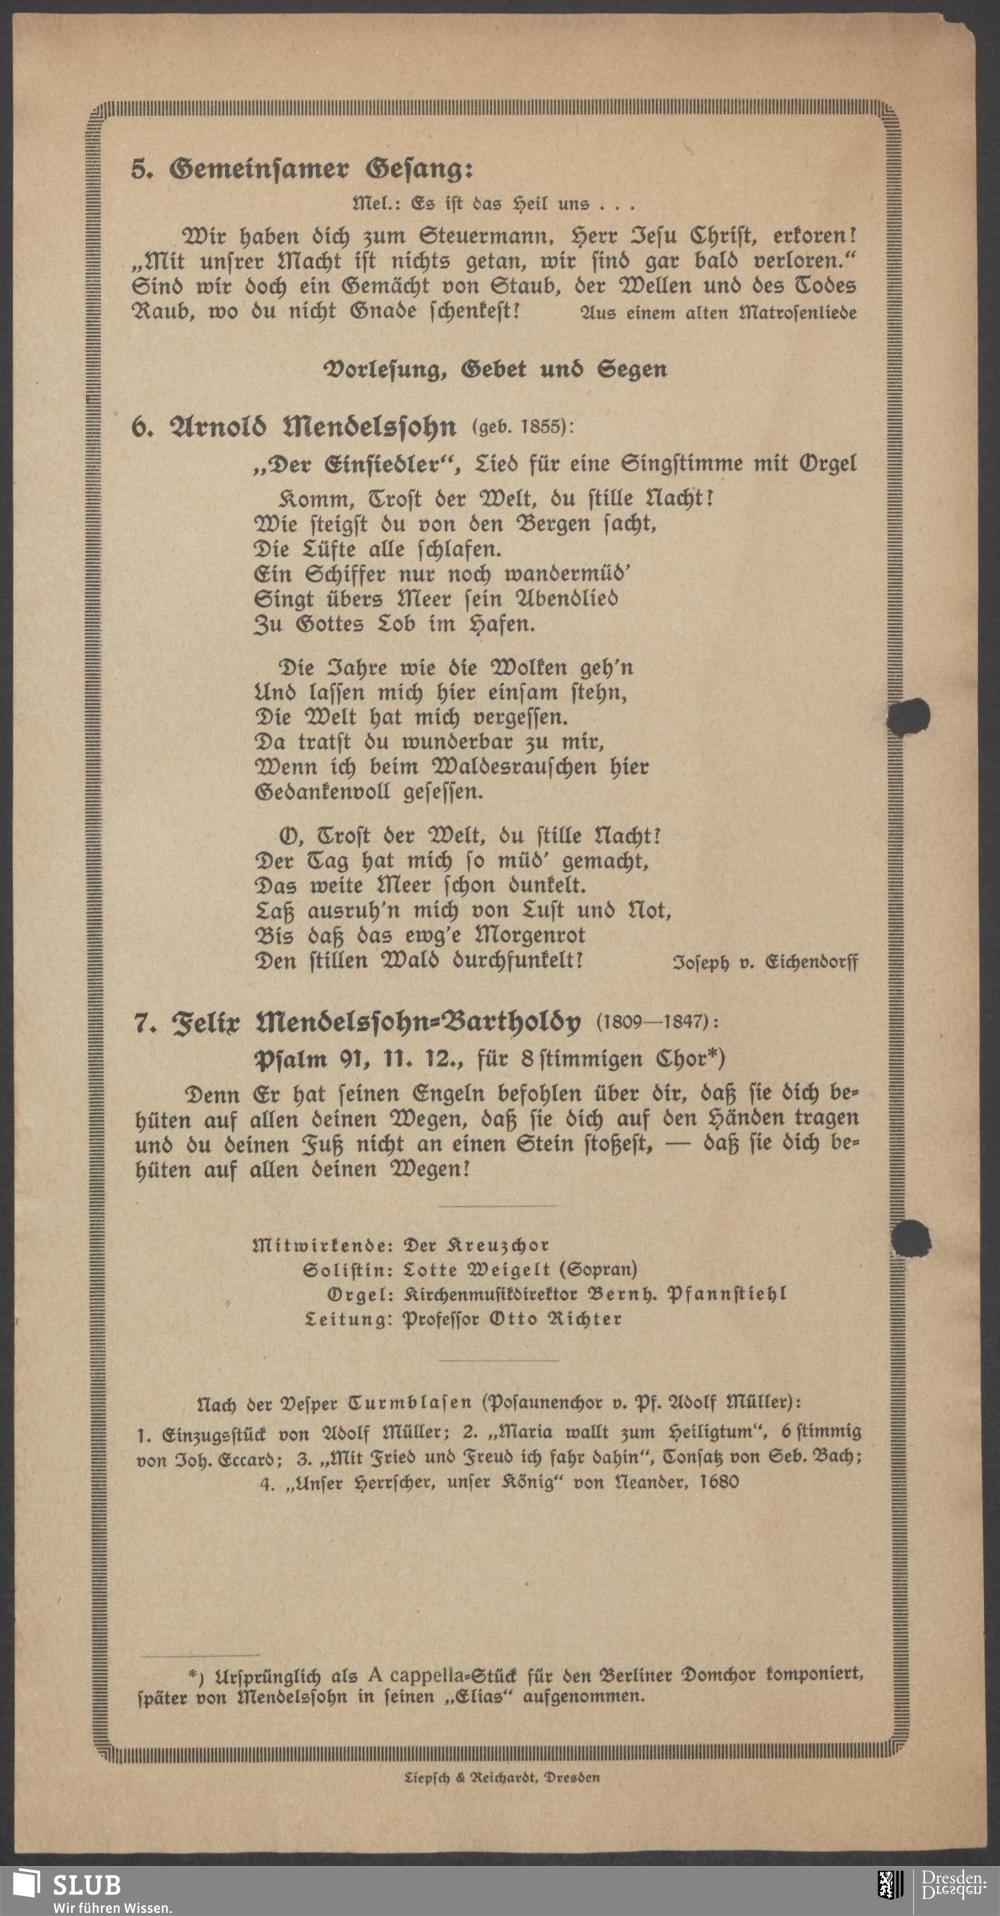 5. Gemeinsamer Gesang:
Mel.: Es ist das Heil uns . . .
Wir haben dich zum Steuermann, Herr Jesu Christ, erkoren!
„Mit unsrer Macht ist nichts getan, wir sind gar bald verloren.“
Sind wir doch ein Gemächt von Staub, der Wellen und des Todes
Raub, wo du nicht Gnade schenkest! Aus einem alten Matrosenliede
Vorlesung, Gebet und Segen
6. Arnold Mendelssohn (geb. 1855):
„Der Einsiedler“, Lied für eine Singstimme mit Orgel
Komm, Trost der Welt, du stille Nacht!
Wie steigst du von den Bergen sacht,
Die Lüfte alle schlafen.
Ein Schiffer nur noch wandermüd’
Singt übers Meer sein Abendlied
Zu Gottes Lob im Hafen.
Die Jahre wie die Wolken geh’n
Und lassen mich hier einsam stehn,
Die Welt hat mich vergessen.
Da tratst du wunderbar zu mir,
Wenn ich beim Waldesrauschen hier
Gedankenvoll gesessen.
O, Trost der Welt, du stille Nacht!
Der Tag hat mich so müd’ gemacht,
Das weite Meer schon dunkelt.
Laß ausruh’n mich von Lust und Not,
Bis daß das ewg’e Morgenrot
Den stillen Wald durchfunkelt! Joseph v. Eichendorff
7. Felix Mendelssohn-Bartholdy (1809—1847):
Psalm 91, 11. 12., für 8 stimmigen Chor*)
Denn Er hat seinen Engeln befohlen über dir, daß sie dich be-
hüten auf allen deinen Wegen, daß sie dich auf den Händen tragen
und du deinen Fuß nicht an einen Stein stoßest, — daß sie dich be-
hüten auf allen deinen Wegen!
Mitwirkende: Der Kreuzchor
Solistin: Lotte Weigelt (Sopran)
Orgel: Kirchenmusikdirektor Bernh. Pfannstiehl
Leitung: Professor Otto Richter
Nach der Vesper Turmblasen (Posaunenchor v. Pf. Adolf Müller):
1. Einzugsstück von Adolf Müller; 2. „Maria wallt zum Heiligtum“, 6 stimmig
von Joh. Eccard; 3. „Mit Fried und Freud ich fahr dahin“, Tonsatz von Seb. Bach;
4. „Unser Herrscher, unser König“ von Neander, 1680
*) Ursprünglich als A cappella-Stück für den Berliner Domchor komponiert,
später von Mendelssohn in seinen „Elias“ aufgenommen.
Liepsch & Reichardt, Dresden
SLUB
Wir führen Wissen.
Dresden.
Dresden.